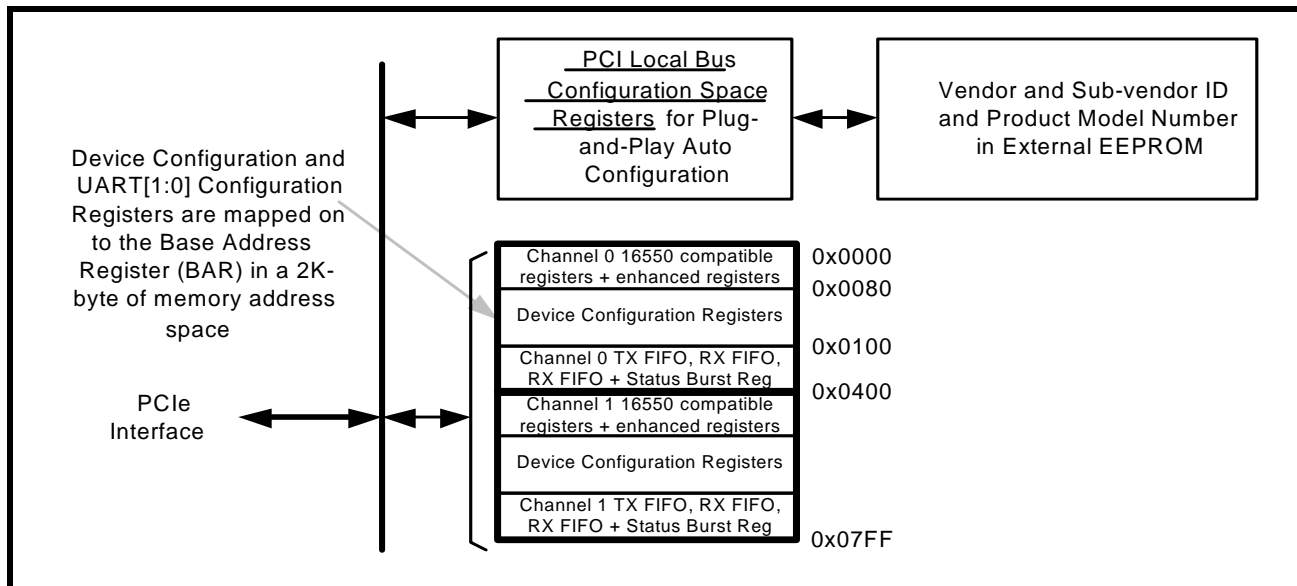 PCI Local Bus
Configuration Space
Registers for Plug-
and-Play Auto
Configuration
Vendor and Sub-vendor ID
and Product Model Number
in External EEPROM
Device Configuration and
UART[1:0] Configuration
Registers are mapped on
to the Base Address
Register (BAR) in a 2K-
byte of memory address
space
PCIe
Interface
Channel 0 16550 compatible
registers + enhanced registers
Device Configuration Registers
Channel 0 TX FIFO, RX FIFO,
RX FIFO + Status Burst Reg
Channel 1 16550 compatible
registers + enhanced registers
Device Configuration Registers
Channel 1 TX FIFO, RX FIFO,
RX FIFO + Status Burst Reg
0x0000
0x0080
0x0100
0x0400
0x07FF